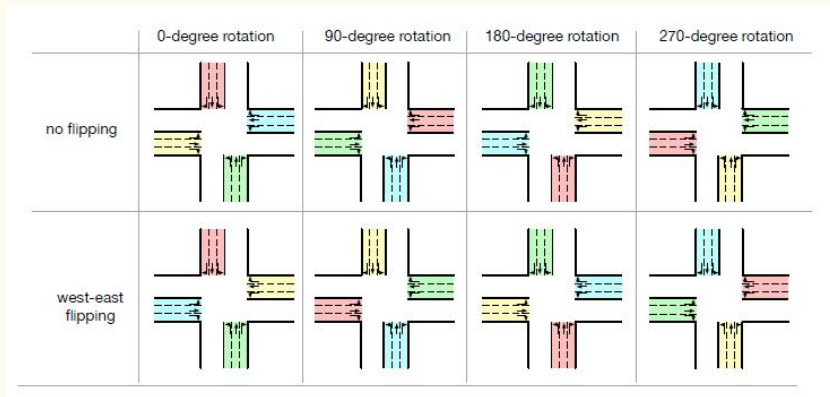 0-degree rotation 90-degree rotation 180-degree rotation 270-degree rotation
no flipping
west-east
flipping